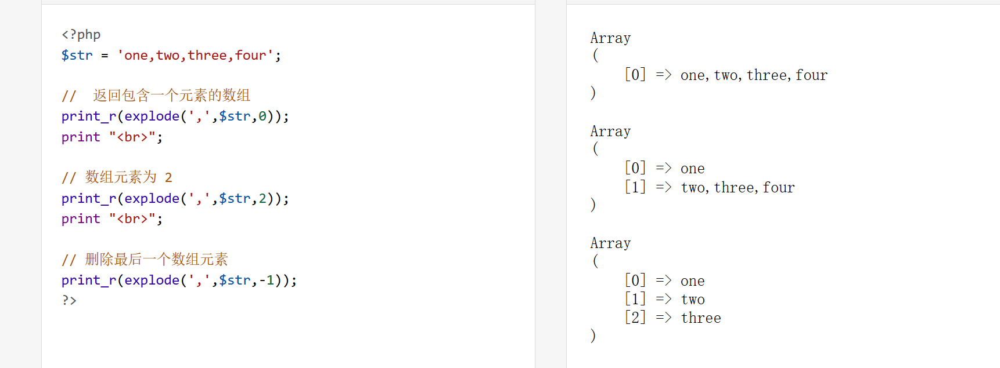 <?php
$str = 'one,two,three,four';
//  返回包含一个元素的数组
print_r(explode(',',$str,0));
print "<br>";
// 数组元素为 2
print_r(explode(',',$str,2));
print "<br>";
// 删除最后一个数组元素
print_r(explode(',',$str,-1));
?>
Array
(
    [0] => one,two,three,four
)
Array
(
    [0] => one
    [1] => two,three,four
)
Array
(
    [0] => one
    [1] => two
    [2] => three
)